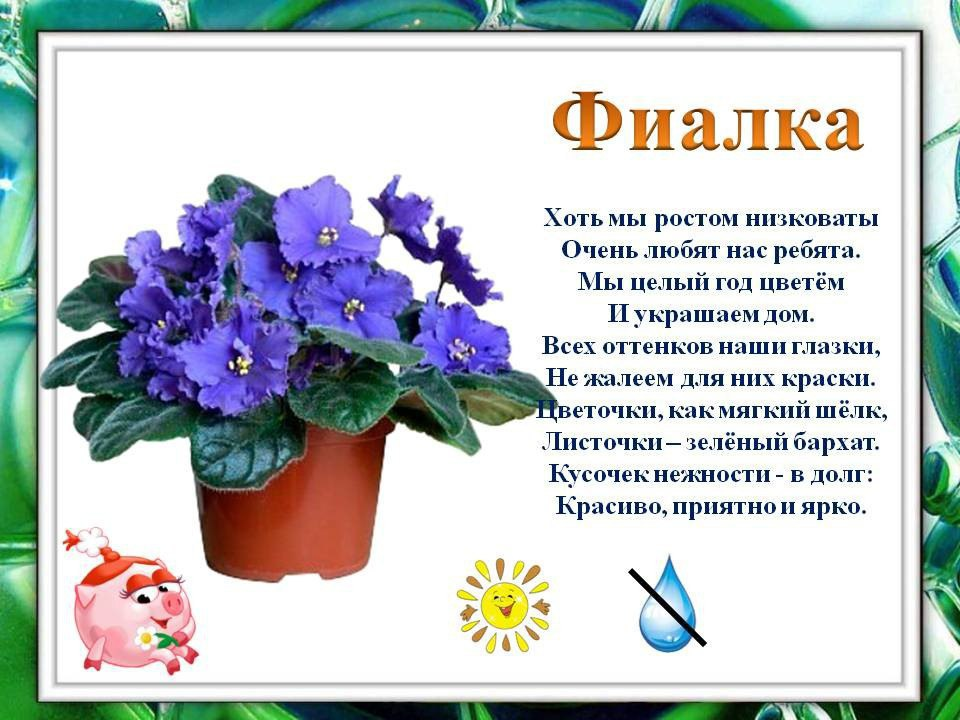 Фиалка
Хоть мы ростом низковаты
Очень любят нас ребята.
Мы целый год цветём
И украшаем дом.
Всех оттенков наши глазки,
Не жалеем для них краски.
Цветочки, как мягкий шёлк,
Листочки – зелёный бархат.
Кусочек нежности - в долг:
Красиво, приятно и ярко.